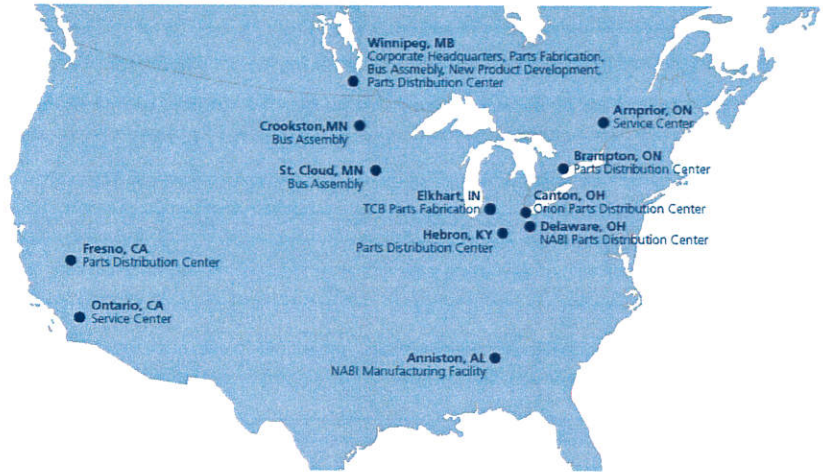 Winnipeg, MB
Corporate Headquarters, Parts Fabrication,
Bus Assmebly, New Product Development,
Parts Distribution Center
Crookston,MN
Bus Assembly
Arnprior, ON
Service Center
St. Cloud, MN
Bus Assembly
Brampton, ON
Parts Distribution Center
Elkhart, IN
TCB Parts Fabrication
Canton, OH
Orion Parts Distribution Center
Hebron, KY
Parts Distribution Center
Delaware, OH
NABI Parts Distribution Center
Fresno, CA
Parts Distribution Center
Ontario, CA
Service Center
Anniston, AL
NABI Manufacturing Facility